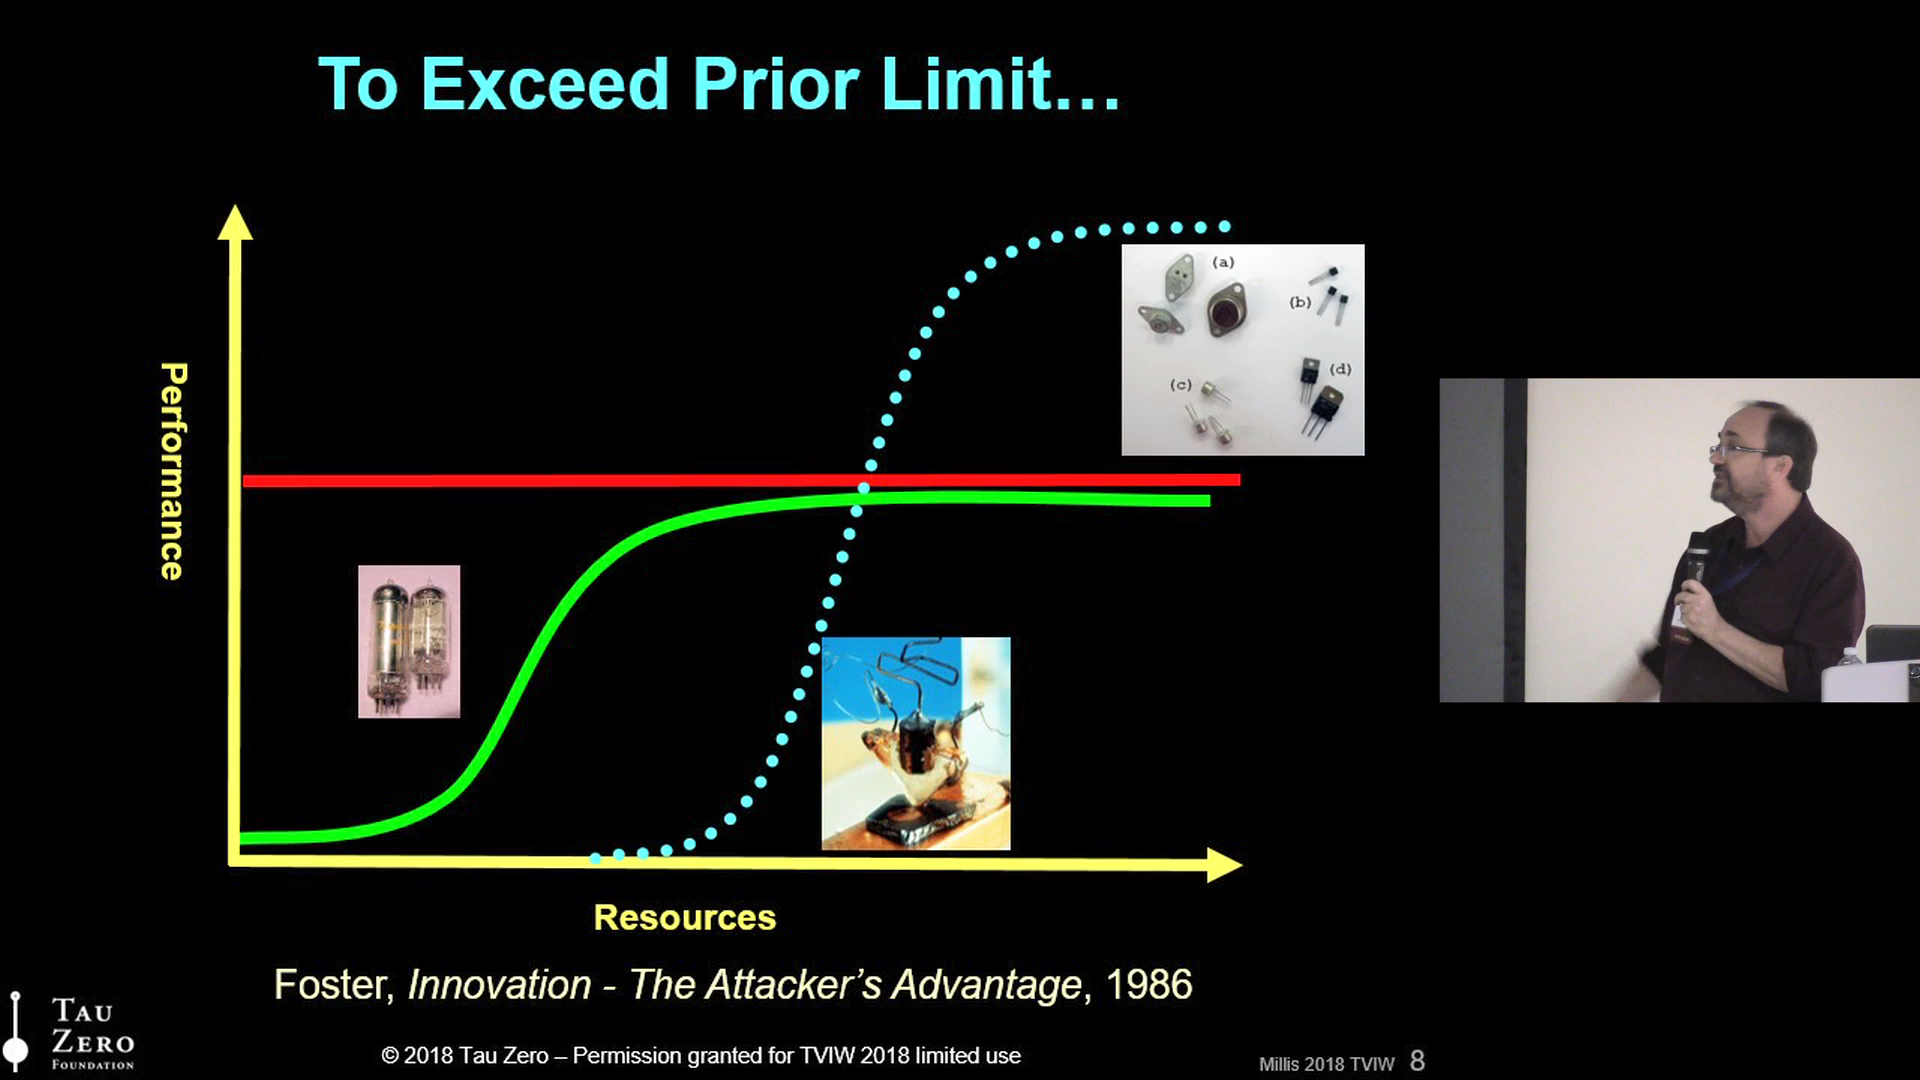 To Exceed Prior Limit…
Performance
(a)
(b)
(c)
(d)
Resources
Foster, Innovation - The Attacker’s Advantage, 1986
TAU
ZERO
FOUNDATION
© 2018 Tau Zero – Permission granted for TVIW 2018 limited use
Millis 2018 TVIW 8